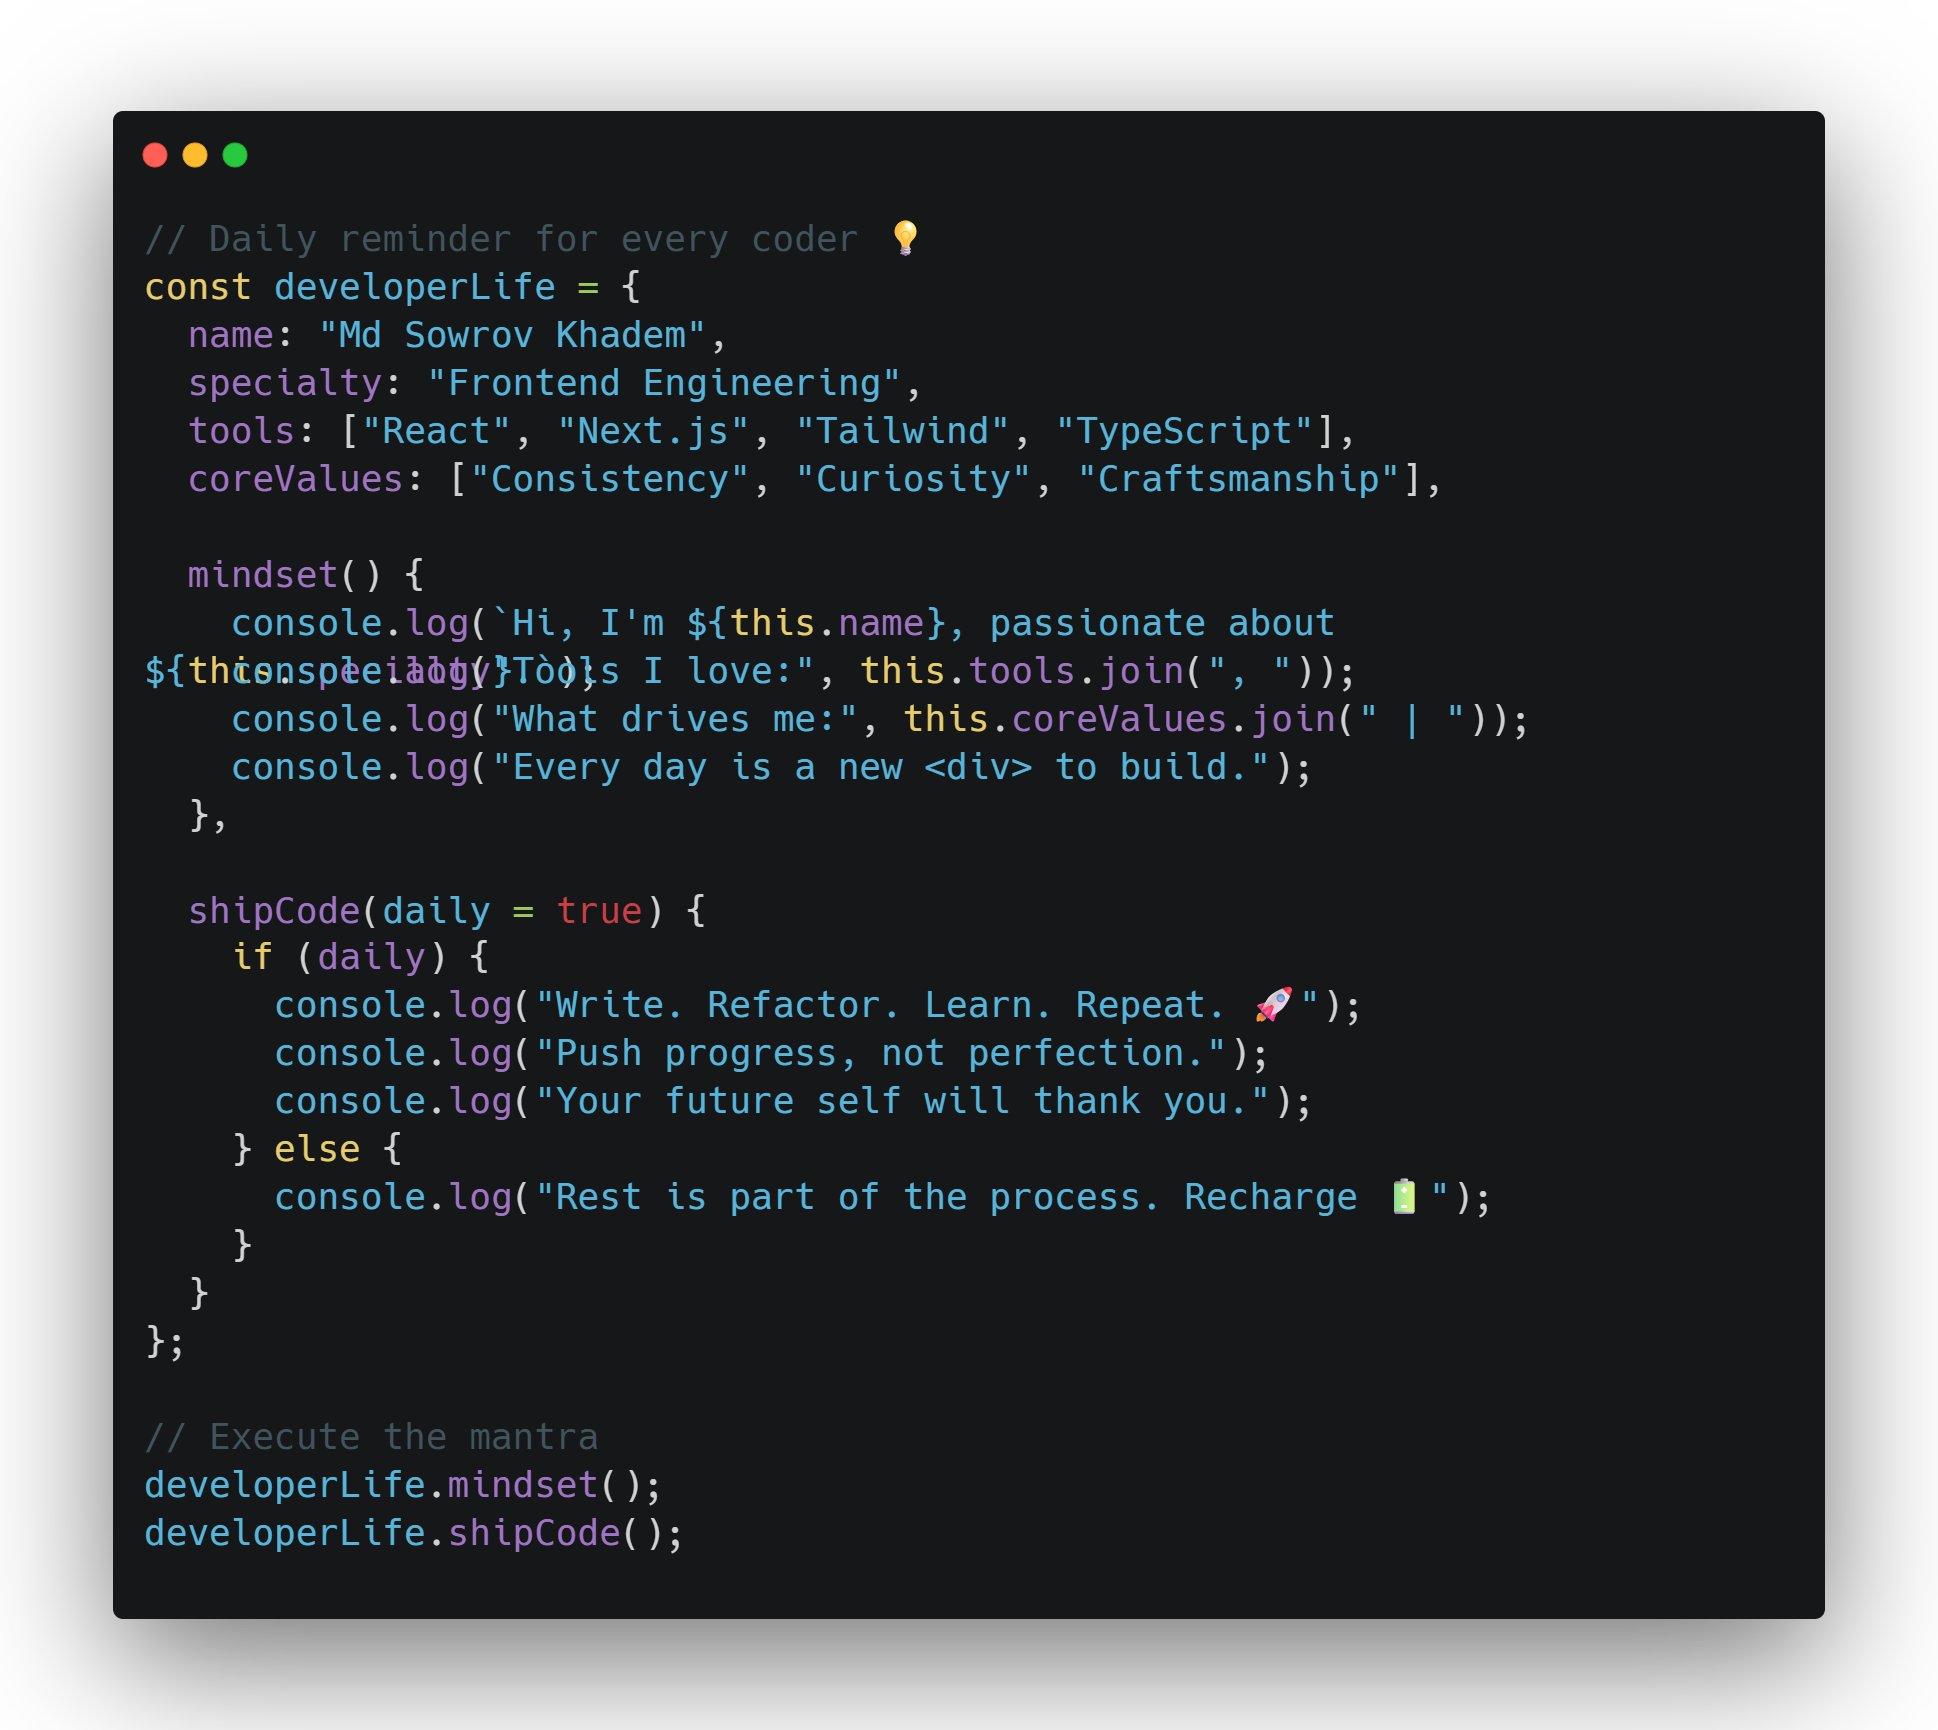 // Daily reminder for every coder 💡
const developerLife = {
  name: "Md Sowrov Khadem",
  specialty: "Frontend Engineering",
  tools: ["React", "Next.js", "Tailwind", "TypeScript"],
  coreValues: ["Consistency", "Curiosity", "Craftsmanship"],

  mindset() {
    console.log(`Hi, I'm ${this.name}, passionate about
${this.specialty}.`);
    console.log("Tools I love:", this.tools.join(", "));
    console.log("What drives me:", this.coreValues.join(" | "));
    console.log("Every day is a new <div> to build.");
  },

  shipCode(daily = true) {
    if (daily) {
      console.log("Write. Refactor. Learn. Repeat. 🚀");
      console.log("Push progress, not perfection.");
      console.log("Your future self will thank you.");
    } else {
      console.log("Rest is part of the process. Recharge 🔋");
    }
  }
};

// Execute the mantra
developerLife.mindset();
developerLife.shipCode();